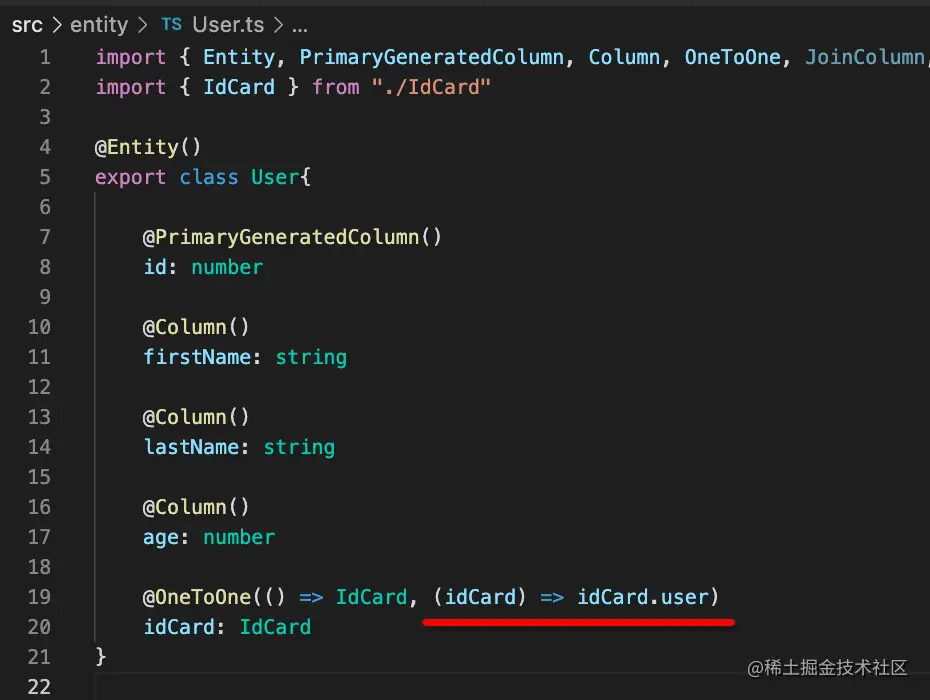 src > entity > TS User.ts > ...
1 import { Entity, PrimaryGeneratedColumn, Column, OneToOne, JoinColumn,
2 import { IdCard } from "./IdCard"
3
4 @Entity()
5 export class User{
6
7 @PrimaryGeneratedColumn()
8 id: number
9
10 @Column()
11 firstName: string
12
13 @Column()
14 lastName: string
15
16 @Column()
17 age: number
18
19 @OneToOne(() => IdCard, (idCard) => idCard.user)
20 idCard: IdCard
21 }
22
@稀土掘金技术社区